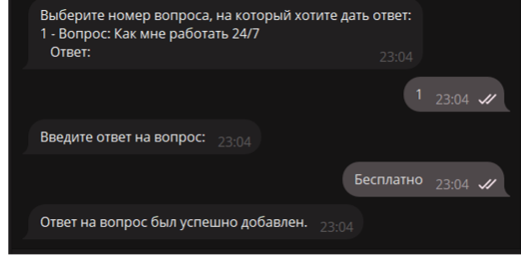 Выберите номер вопроса, на который хотите дать ответ:
1 - Вопрос: Как мне работать 24/7
Ответ:
23:04
1 23:04
Введите ответ на вопрос: 23:04
Бесплатно 23:04
Ответ на вопрос был успешно добавлен. 23:04